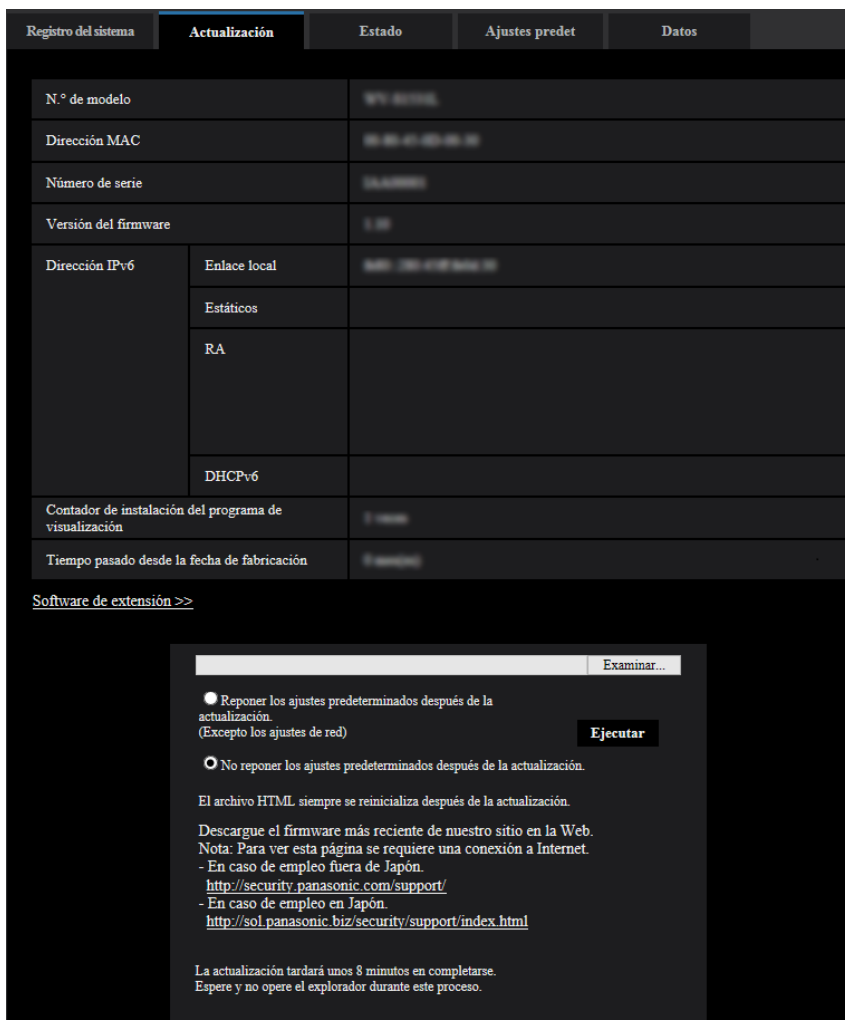 Registro del sistema Actualización Estado Ajustes predet Datos
N.º de modelo
Dirección MAC
Número de serie
Versión del firmware 1.10
Dirección IPv6 Enlace local
Estáticos
RA
DHCPv6
Contador de instalación del programa de
visualización
Tiempo pasado desde la fecha de fabricación
Software de extensión >>
Examinar...
Reponer los ajustes predeterminados después de la
actualización.
(Excepto los ajustes de red)
Ejecutar
No reponer los ajustes predeterminados después de la actualización.
El archivo HTML siempre se reinicializa después de la actualización.
Descargue el firmware más reciente de nuestro sitio en la Web.
Nota: Para ver esta página se requiere una conexión a Internet.
- En caso de empleo fuera de Japón.
http://security.panasonic.com/support/
- En caso de empleo en Japón.
http://sol.panasonic.biz/security/support/index.html
La actualización tardará unos 8 minutos en completarse.
Espere y no opere el explorador durante este proceso.